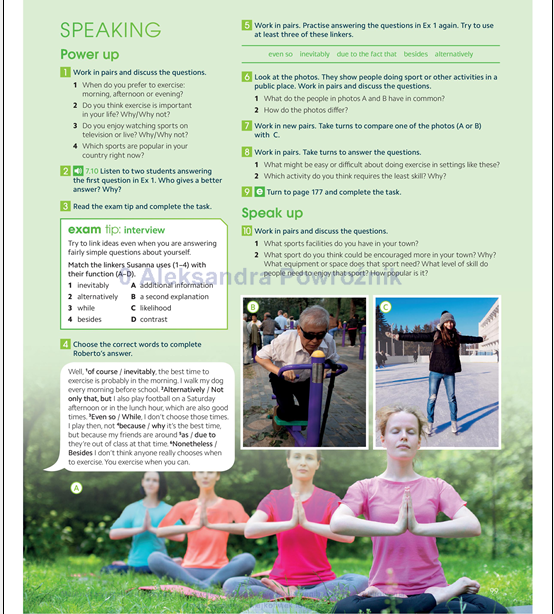 SPEAKING
Power up
1 Work in pairs and discuss the questions.
1 When do you prefer to exercise:
morning, afternoon or evening?
2 Do you think exercise is important
in your life? Why/Why not?
3 Do you enjoy watching sports on
television or live? Why/Why not?
4 Which sports are popular in your
country right now?
2 7.10 Listen to two students answering
the first question in Ex 1. Who gives a better
answer? Why?
3 Read the exam tip and complete the task.
exam tip: interview
Try to link ideas even when you are answering
fairly simple questions about yourself.
Match the linkers Susanna uses (1–4) with
their function (A–D).
1 inevitably A additional information
2 alternatively B a second explanation
3 while C likelihood
4 besides D contrast
4 Choose the correct words to complete
Roberto's answer.
Well, ¹of course / inevitably, the best time to
exercise is probably in the morning. I walk my dog
every morning before school. ²Alternatively / Not
only that, but I also play football on a Saturday
afternoon or in the lunch hour, which are also good
times. ³Even so / While, I don't choose those times.
I play then, not ⁴because / why it's the best time,
but because my friends are around ⁵as / due to
they're out of class at that time. ⁶Nonetheless /
Besides I don't think anyone really chooses when
to exercise. You exercise when you can.
A
5 Work in pairs. Practise answering the questions in Ex 1 again. Try to use
at least three of these linkers.
even so inevitably due to the fact that besides alternatively
6 Look at the photos. They show people doing sport or other activities in a
public place. Work in pairs and discuss the questions.
1 What do the people in photos A and B have in common?
2 How do the photos differ?
7 Work in new pairs. Take turns to compare one of the photos (A or B)
with C.
8 Work in pairs. Take turns to answer the questions.
1 What might be easy or difficult about doing exercise in settings like these?
2 Which activity do you think requires the least skill? Why?
9 e Turn to page 177 and complete the task.
Speak up
10 Work in pairs and discuss the questions.
1 What sports facilities do you have in your town?
2 What sport do you think could be encouraged more in your town? Why?
What equipment or space does that sport need? What level of skill do
people need to enjoy that sport? How popular is it?
Aleksandra Powroźnik
B
C
99